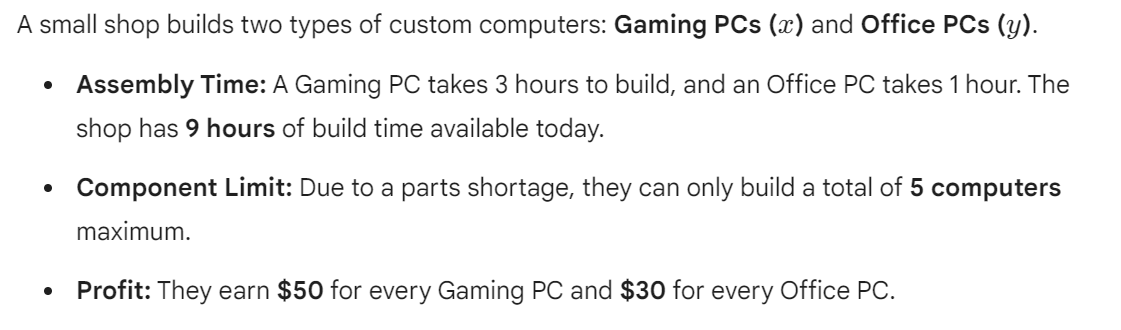 A small shop builds two types of custom computers: Gaming PCs (x) and Office PCs (y).
• Assembly Time: A Gaming PC takes 3 hours to build, and an Office PC takes 1 hour. The
shop has 9 hours of build time available today.
• Component Limit: Due to a parts shortage, they can only build a total of 5 computers
maximum.
• Profit: They earn $50 for every Gaming PC and $30 for every Office PC.